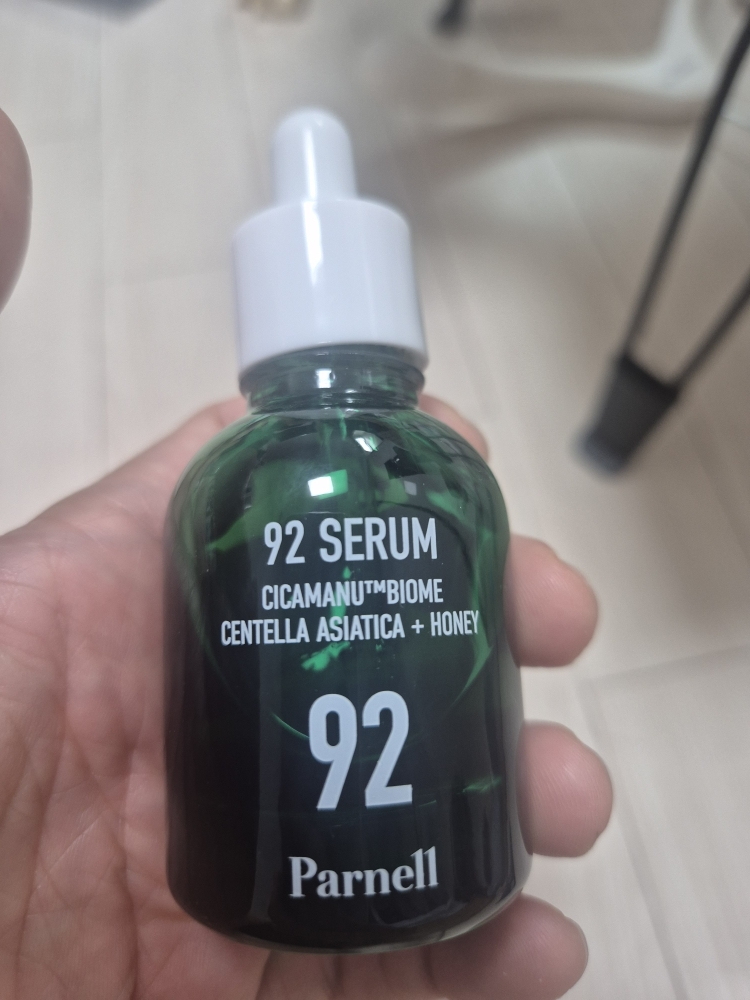 92 SERUM
CICAMANU™BIOME
CENTELLA ASIATICA + HONEY
92
Parnell